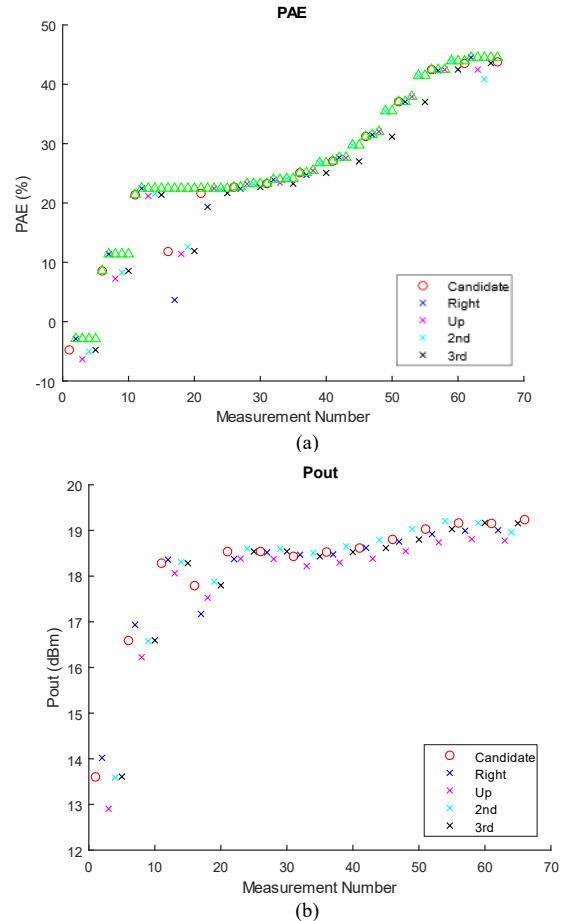 PAE
50
40
30
20
10
0
-10
PAE (%)
Candidate
Right
Up
2nd
3rd
0 10 20 30 40 50 60 70
Measurement Number
(a)
Pout
20
19
18
17
16
15
14
13
12
Pout (dBm)
Candidate
Right
Up
2nd
3rd
0 10 20 30 40 50 60 70
Measurement Number
(b)